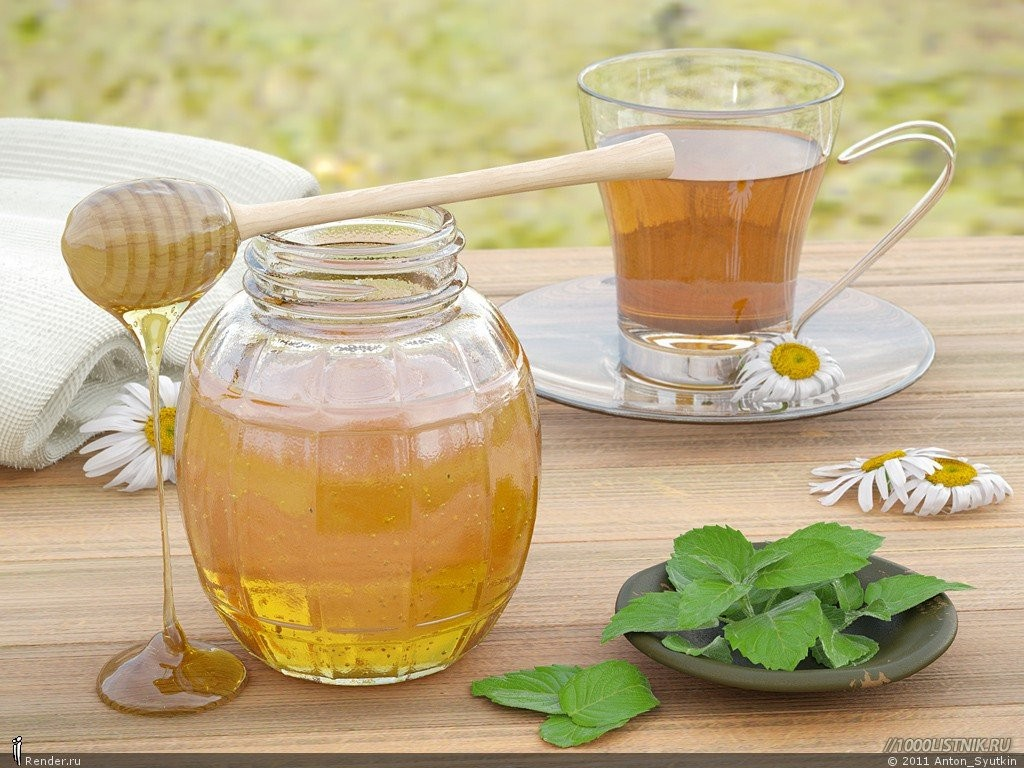 //1000LISTNIK.RU
Render.ru
© 2011 Anton_Syutkin